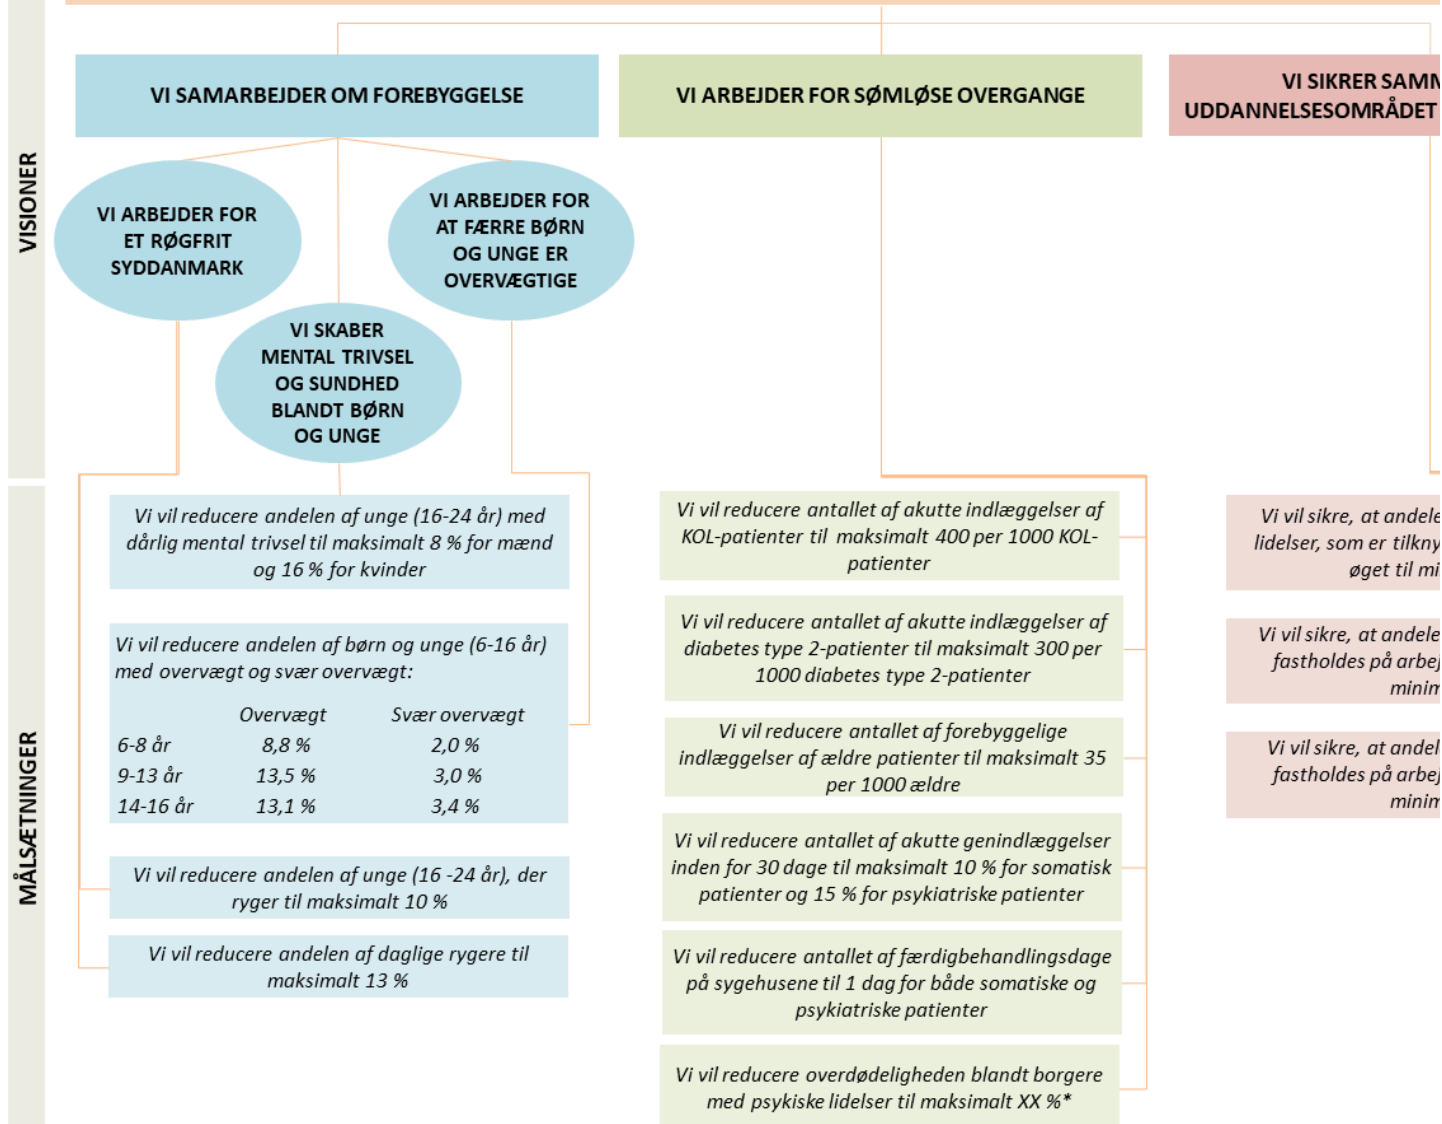 VISIONER
VI SAMARBEJDER OM FOREBYGGELSE
VI ARBEJDER FOR
ET RØGFRIT
SYDDANMARK
VI ARBEJDER FOR
AT FÆRRE BØRN
OG UNGE ER
OVERVÆGTIGE
VI SKABER
MENTAL TRIVSEL
OG SUNDHED
BLANDT BØRN
OG UNGE
VI ARBEJDER FOR SØMLØSE OVERGANGE
VI SIKRER
UDDANNELSESOMRÅDET
MÅLSÆTNINGER
Vi vil reducere andelen af unge (16-24 år) med
dårlig mental trivsel til maksimalt 8 % for mænd
og 16 % for kvinder
Vi vil reducere andelen af børn og unge (6-16 år)
med overvægt og svær overvægt:
Overvægt Svær overvægt
6-8 år 8,8 % 2,0 %
9-13 år 13,5 % 3,0 %
14-16 år 13,1 % 3,4 %
Vi vil reducere andelen af unge (16 -24 år), der
ryger til maksimalt 10 %
Vi vil reducere andelen af daglige rygere til
maksimalt 13 %
Vi vil reducere antallet af akutte indlæggelser af
KOL-patienter til maksimalt 400 per 1000 KOL-
patienter
Vi vil reducere antallet af akutte indlæggelser af
diabetes type 2-patienter til maksimalt 300 per
1000 diabetes type 2-patienter
Vi vil reducere antallet af forebyggelige
indlæggelser af ældre patienter til maksimalt 35
per 1000 ældre
Vi vil reducere antallet af akutte genindlæggelser
inden for 30 dage til maksimalt 10 % for somatisk
patienter og 15 % for psykiatriske patienter
Vi vil reducere antallet af færdigbehandlingsdage
på sygehusene til 1 dag for både somatiske og
psykiatriske patienter
Vi vil reducere overdødeligheden blandt borgere
med psykiske lidelser til maksimalt XX %*
Vi vil sikre, at
lidelser, som er
øget til
Vi vil sikre, at
fastholdes på
Vi vil sikre, at
fastholdes på